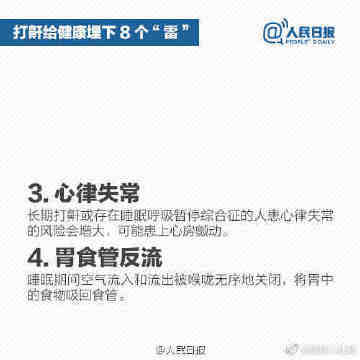 打鼾给健康埋下8个“雷”
@人民日报
PEOPLE'S DAILY
3. 心律失常
长期打鼾或存在睡眠呼吸暂停综合征的人患心律失常
的风险会增大，可能患上心房颤动。
4. 胃食管反流
睡眠期间空气流入和流出被喉咙无序地关闭，将胃中
的食物吸回食管。
@人民日报